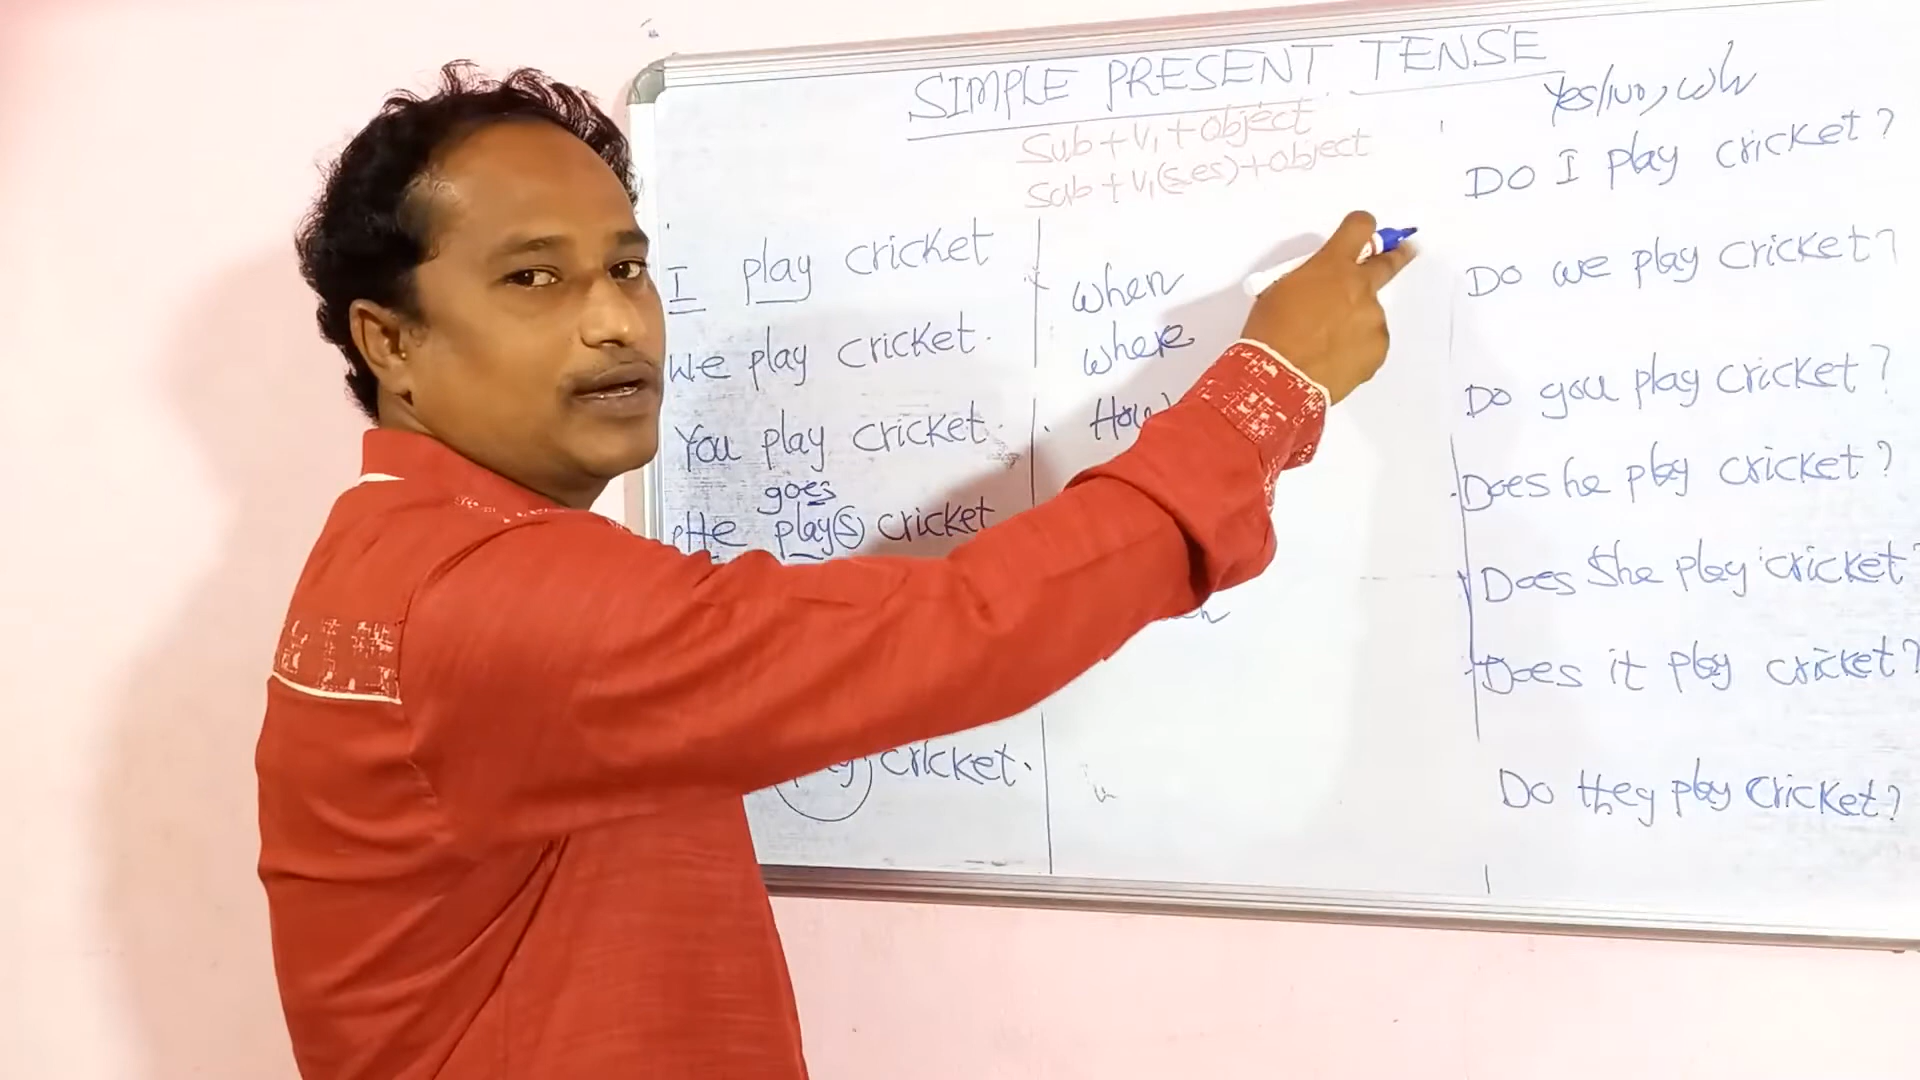 SIMPLE PRESENT TENSE
Sub + V₁ + object
Sub + V₁(s,es) + object
I play cricket
We play cricket.
You play cricket.
goes
He play(s) cricket
cricket.
when
where
How
Yes/No, wh
Do I play cricket?
Do we play cricket?
Do you play cricket?
Does he play cricket?
Does she play cricket?
Does it play cricket?
Do they play cricket?